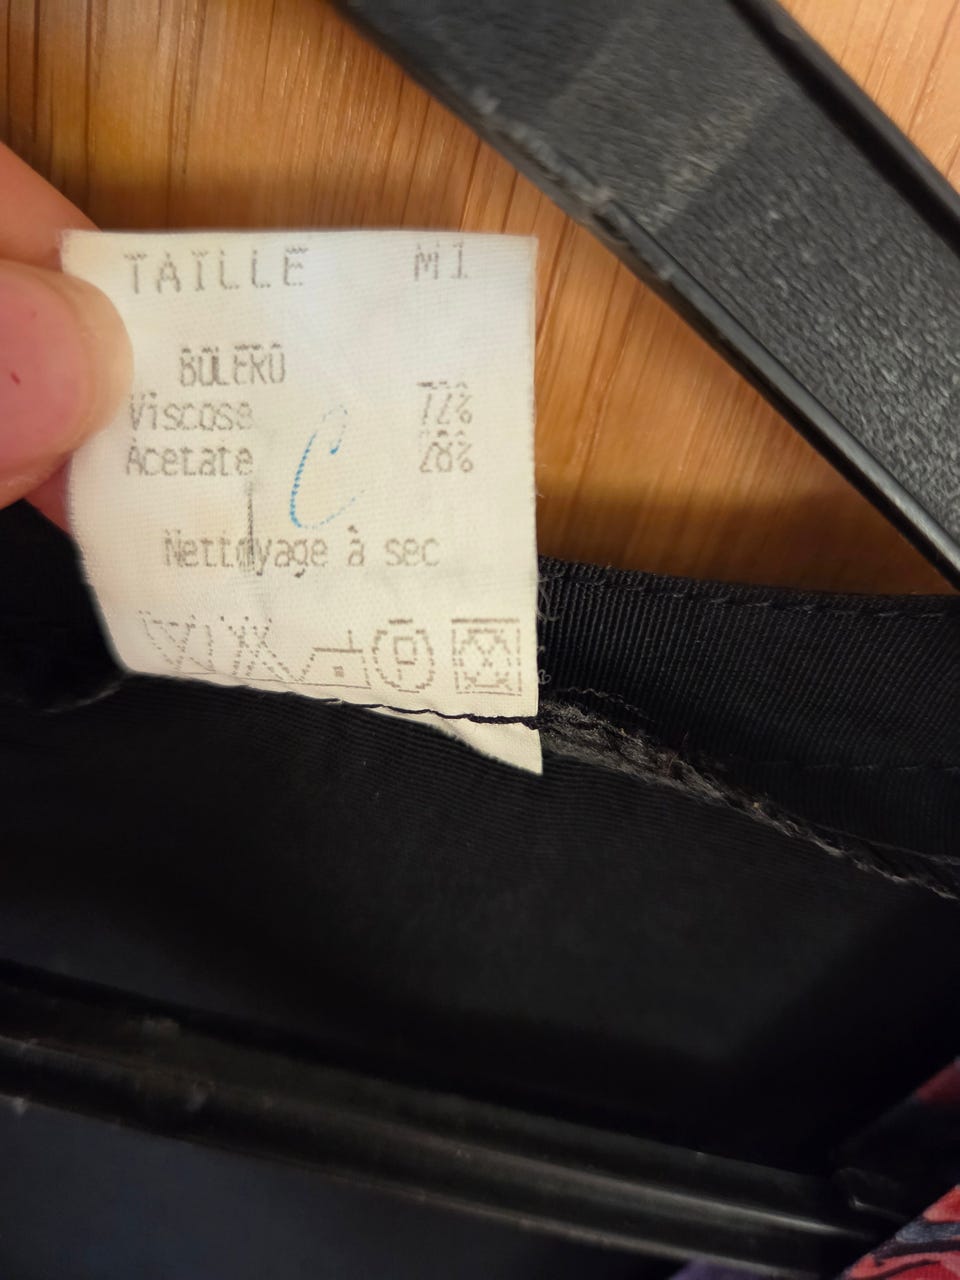 TAILLE M1
BOLERO
Viscose 72%
Acetate 28%
C
Nettoyage à sec
P